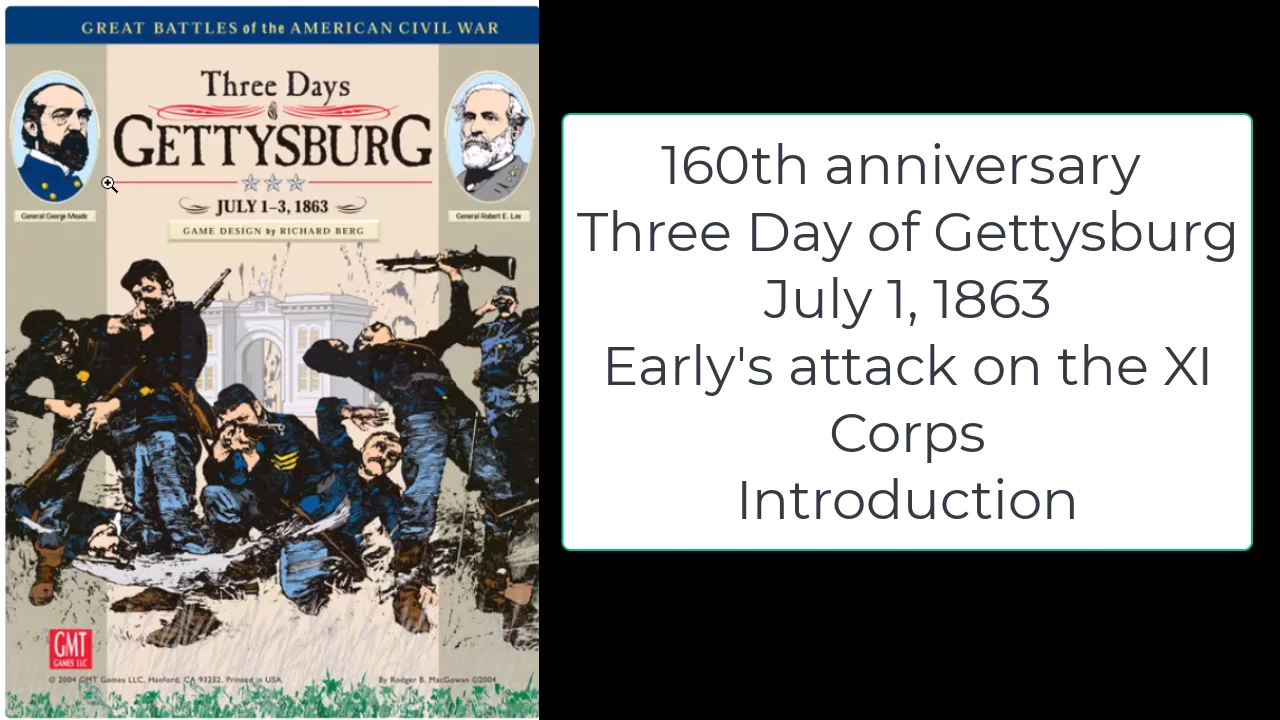 GREAT BATTLES of the AMERICAN CIVIL WAR
Three Days
of
GETTYSBURG
JULY 1–3, 1863
General George Meade
General Robert E. Lee
GAME DESIGN by RICHARD BERG
GMT
GAMES LLC
© 2004 GMT Games LLC, Hanford, CA 93232. Printed in USA.
By Rodger B. MacGowan ©2004
160th anniversary
Three Day of Gettysburg
July 1, 1863
Early's attack on the XI
Corps
Introduction